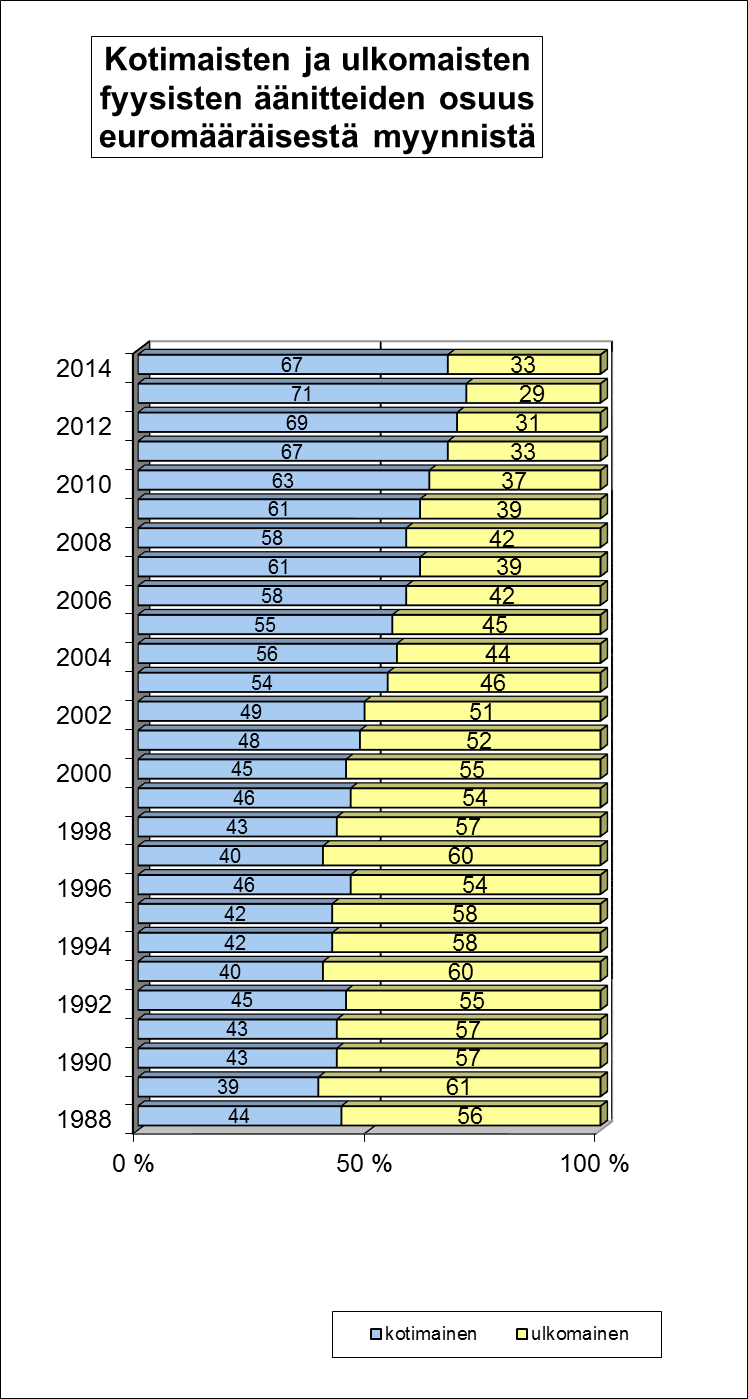 Kotimaisten ja ulkomaisten
fyysisten äänitteiden osuus
euromääräisestä myynnistä
2014 67 33
71 29
2012 69 31
67 33
2010 63 37
61 39
2008 58 42
61 39
2006 58 42
55 45
2004 56 44
54 46
2002 49 51
48 52
2000 45 55
46 54
1998 43 57
40 60
1996 46 54
42 58
1994 42 58
40 60
1992 45 55
43 57
1990 43 57
39 61
1988 44 56
0 % 50 % 100 %
kotimainen ulkomainen